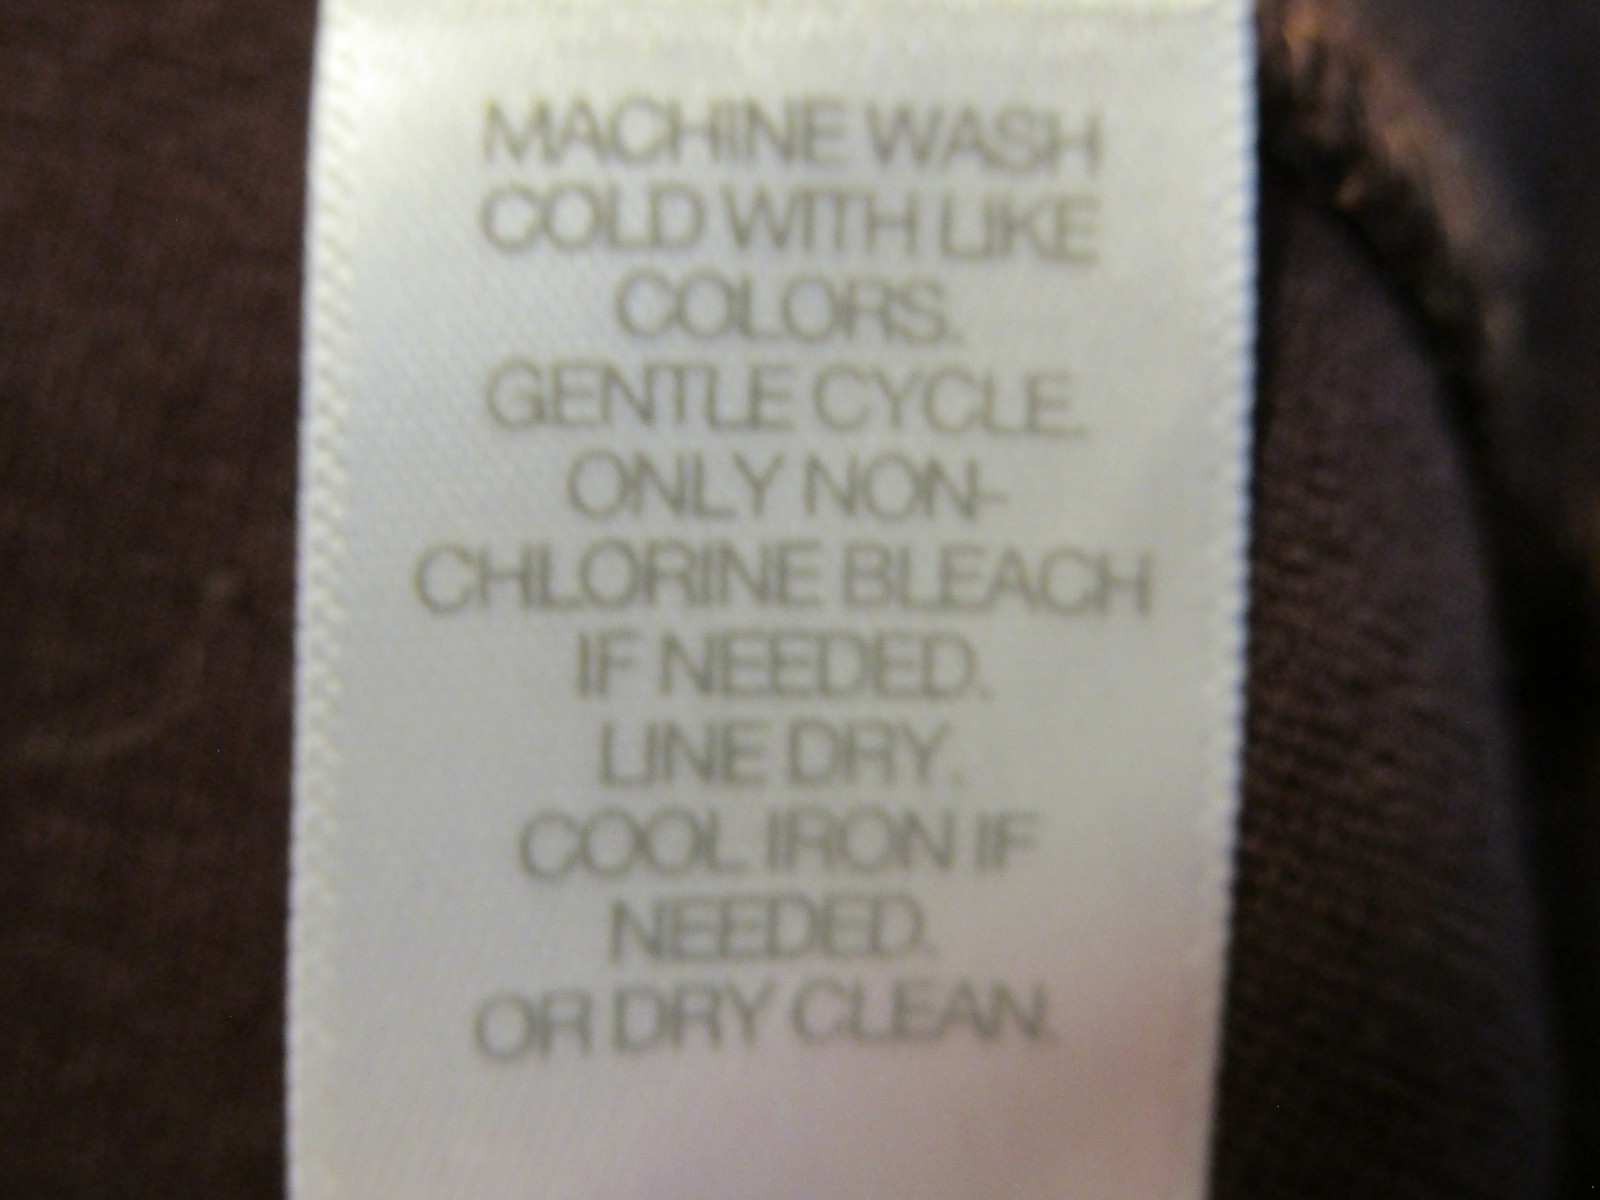 MACHINE WASH
COLD WITH LIKE
COLORS.
GENTLE CYCLE.
ONLY NON-
CHLORINE BLEACH
IF NEEDED.
LINE DRY.
COOL IRON IF
NEEDED.
OR DRY CLEAN.